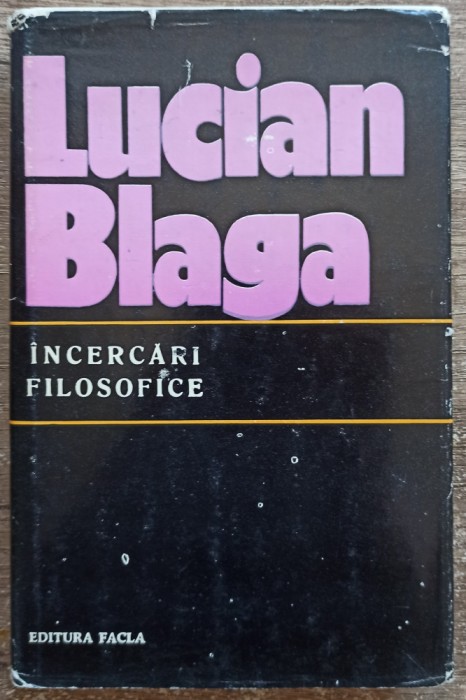 Lucian
Blaga
ÎNCERCĂRI
FILOSOFICE
EDITURA FACLA